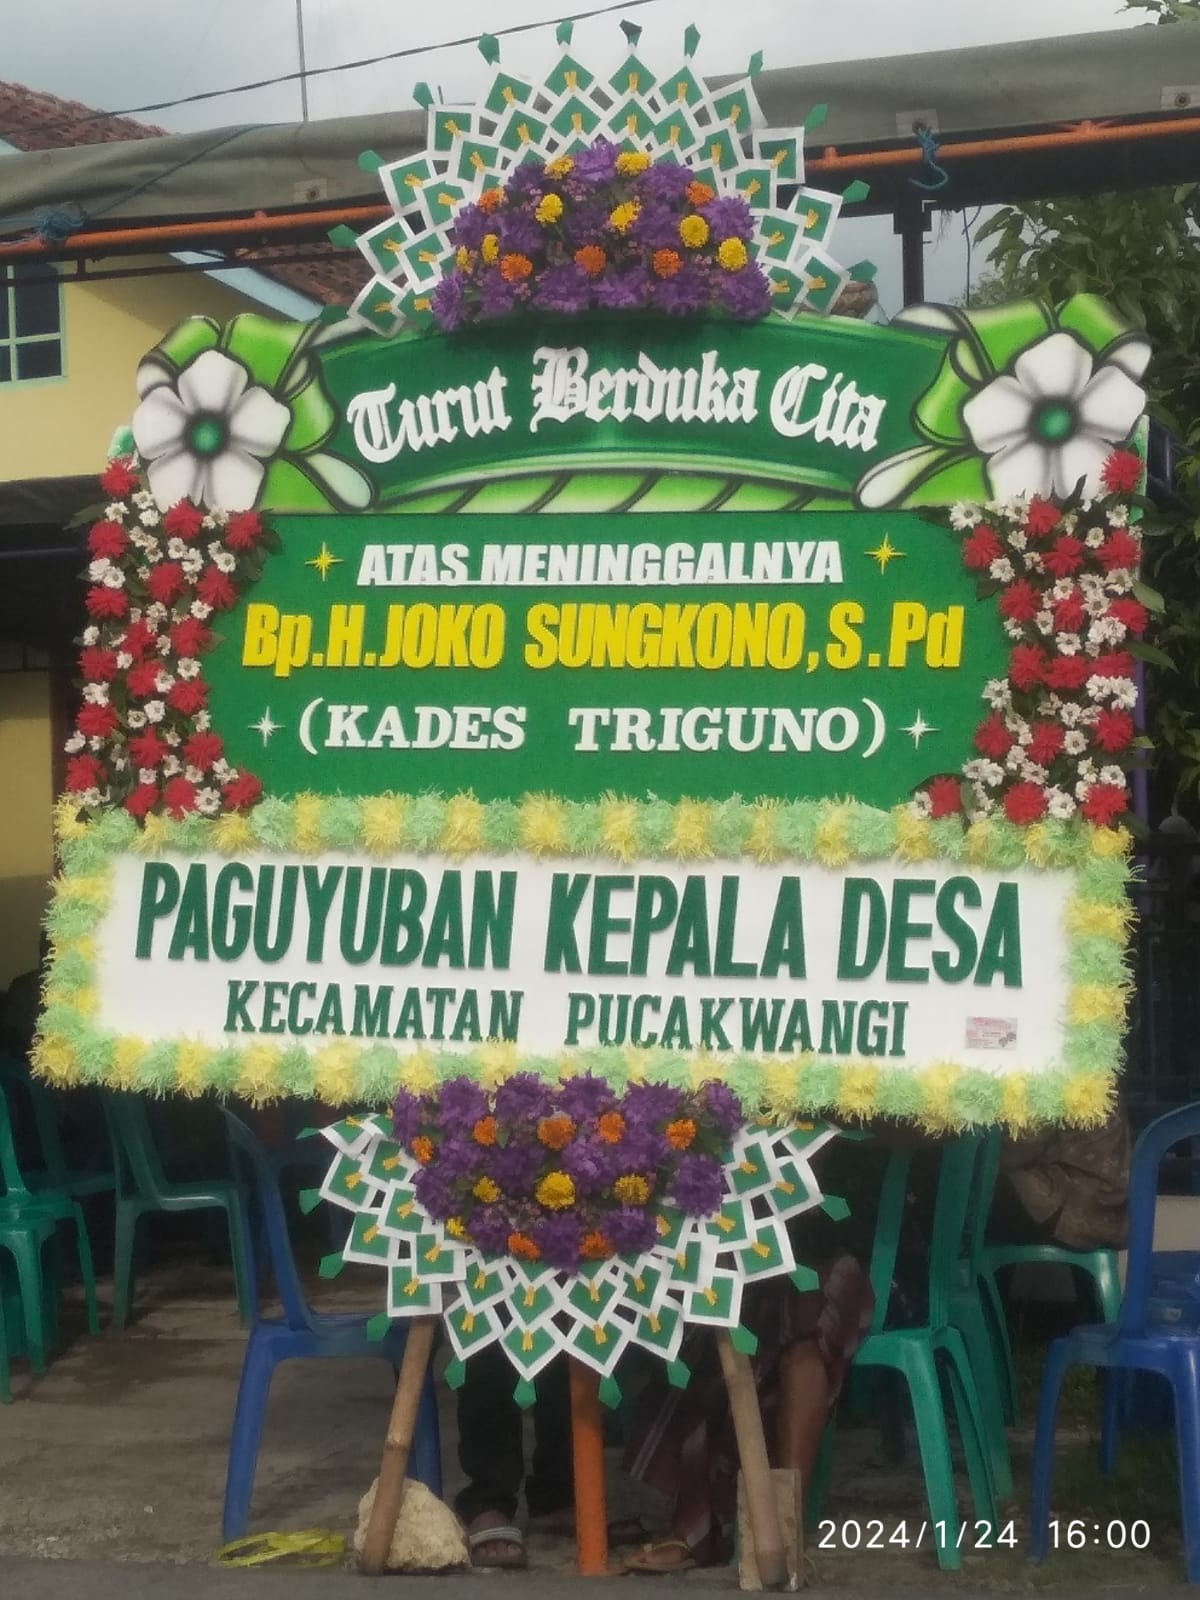 Turut Berduka Cita
ATAS MENINGGALNYA
Bp.H.JOKO SUNGKONO,S.Pd
(KADES TRIGUNO)
PAGUYUBAN KEPALA DESA
KECAMATAN PUCAKWANGI
2024/1/24 16:00